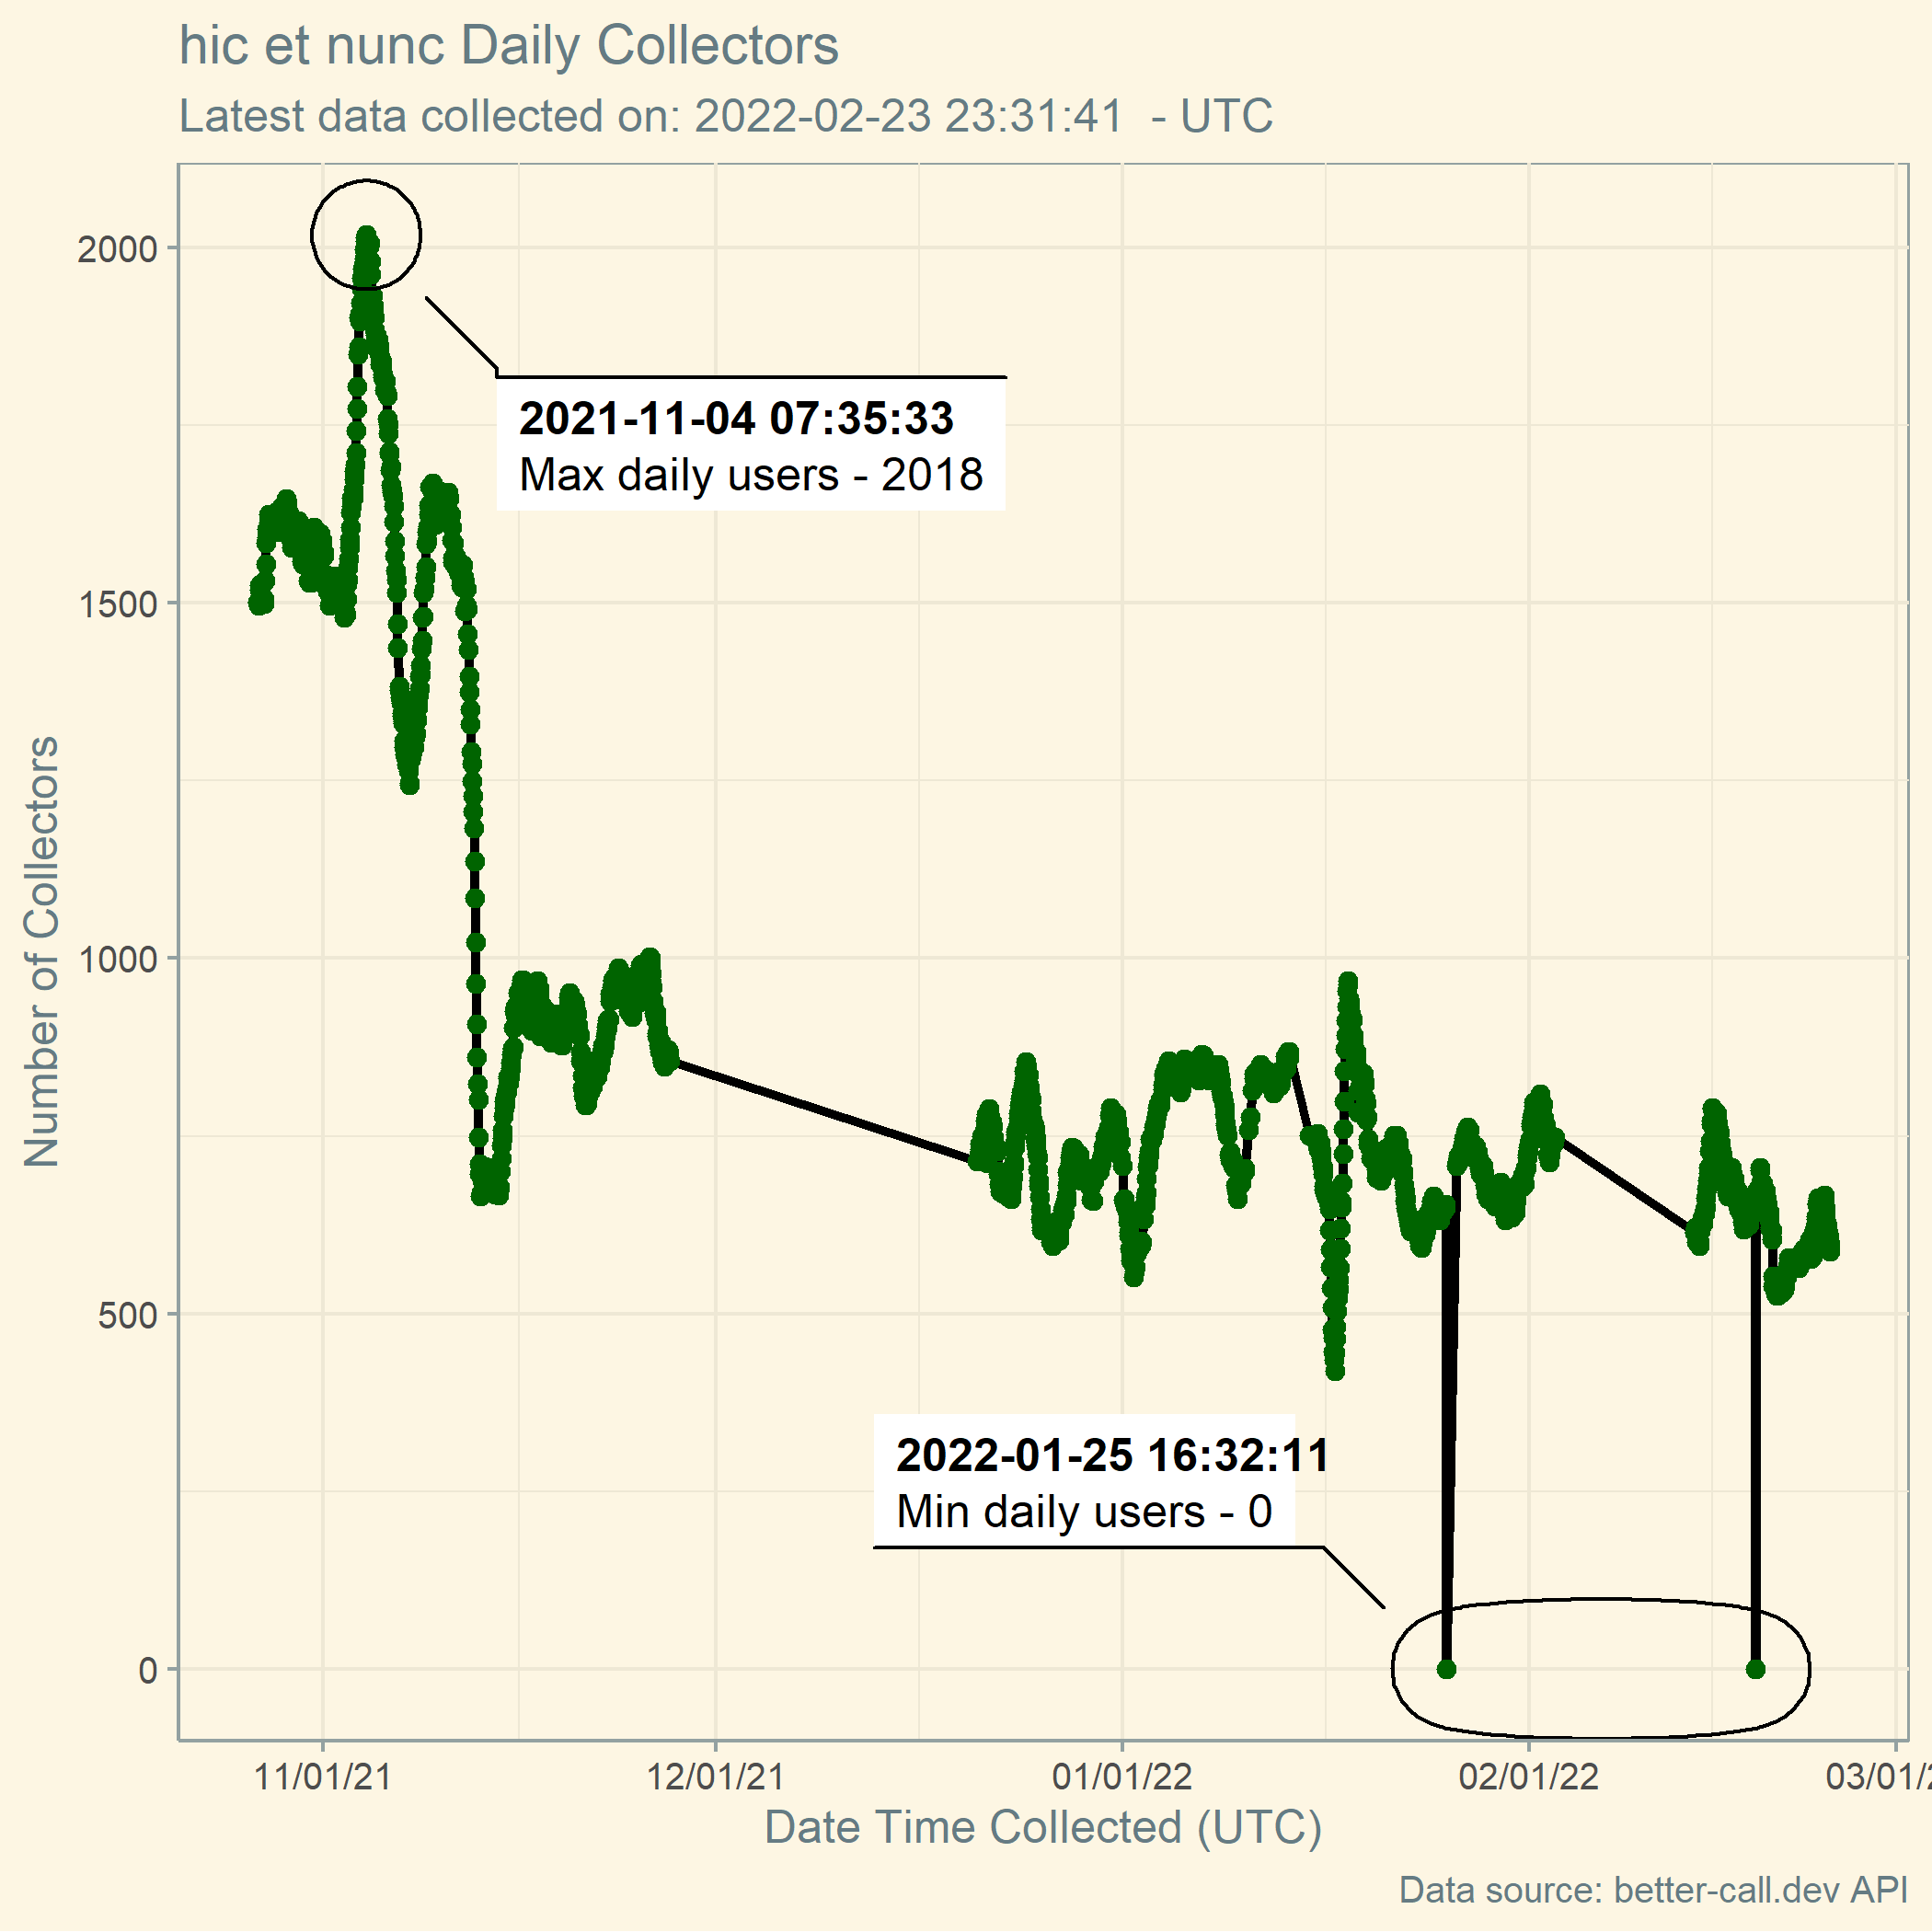 hic et nunc Daily Collectors
Latest data collected on: 2022-02-23 23:31:41  - UTC
2000
1500
1000
500
0
Number of Collectors
2021-11-04 07:35:33
Max daily users - 2018
2022-01-25 16:32:11
Min daily users - 0
11/01/21
12/01/21
01/01/22
02/01/22
03/01/2
Date Time Collected (UTC)
Data source: better-call.dev API